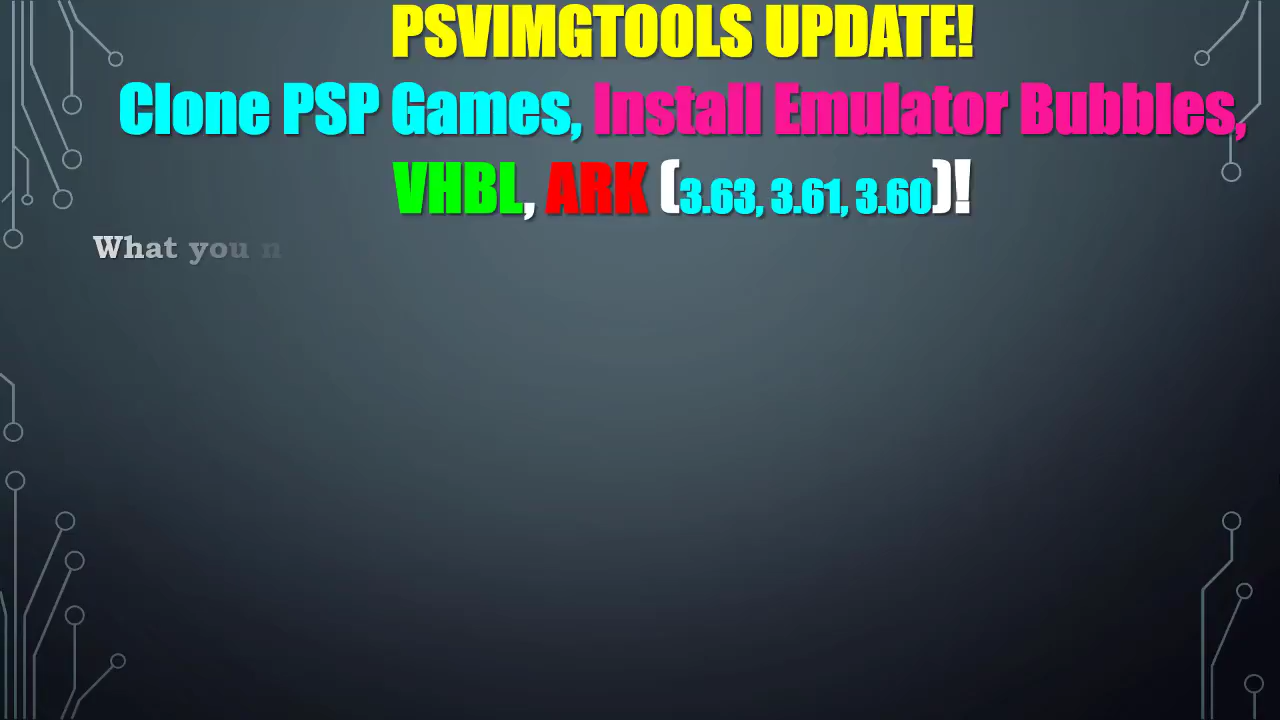 PSVIMGTOOLS UPDATE!
Clone PSP Games, Install Emulator Bubbles,
VHBL, ARK (3.63, 3.61, 3.60)!
What you n